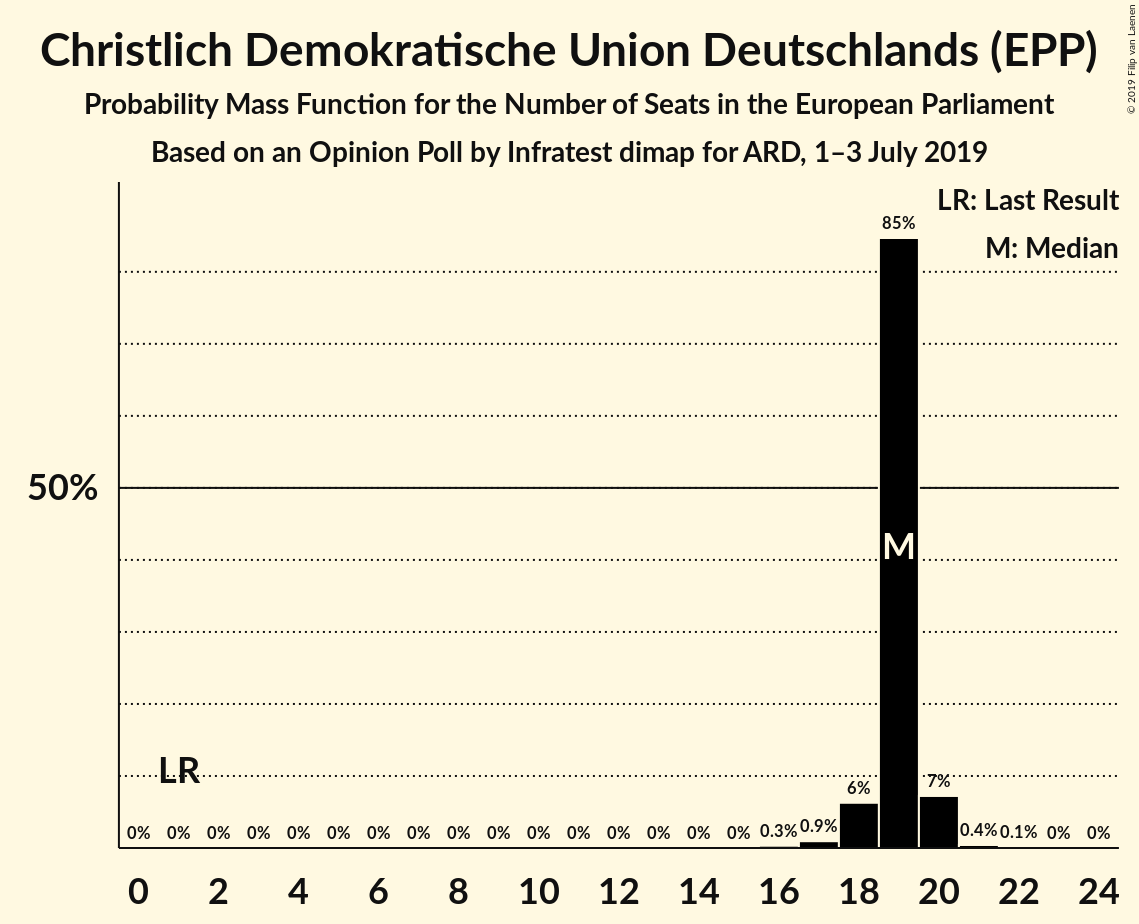 Christlich Demokratische Union Deutschlands (EPP)
Probability Mass Function for the Number of Seats in the European Parliament
Based on an Opinion Poll by Infratest dimap for ARD, 1–3 July 2019
© 2019 Filip van Laenen
LR: Last Result
M: Median
85%
50%
M
LR
6%
7%
0% 0% 0% 0% 0% 0% 0% 0% 0% 0% 0% 0% 0% 0% 0% 0% 0.3% 0.9% 0.4% 0.1% 0% 0%
0 2 4 6 8 10 12 14 16 18 20 22 24